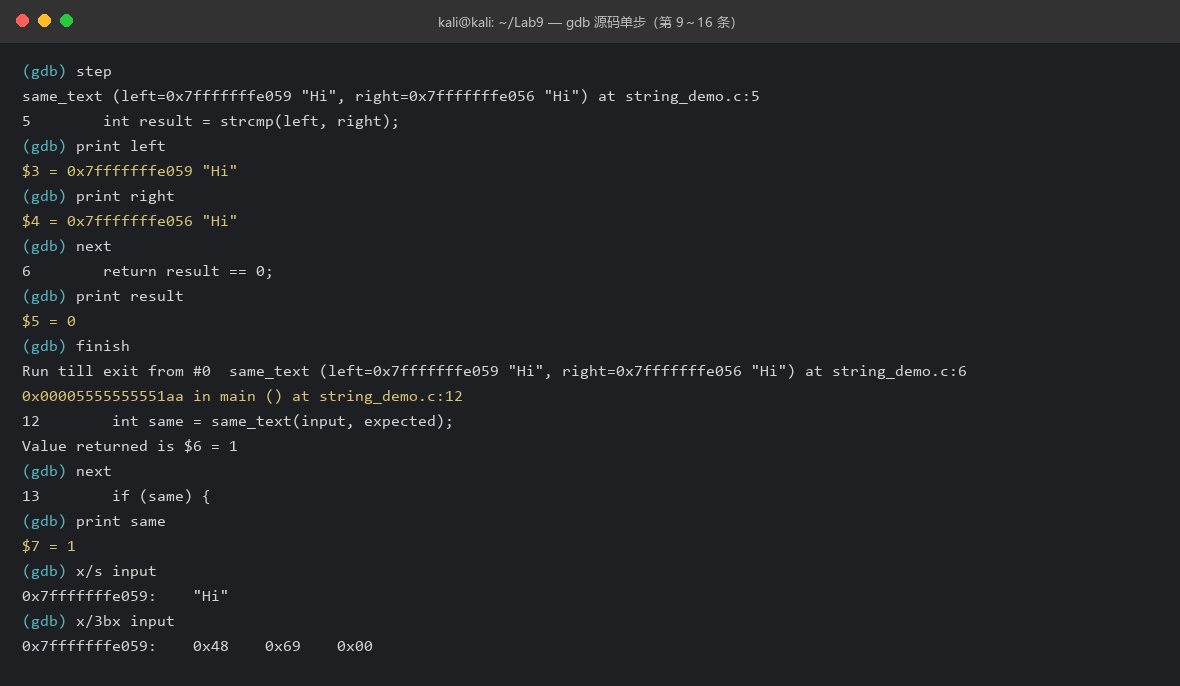 kali@kali: ~/Lab9 — gdb 源码单步（第 9～16 条）
(gdb) step
same_text (left=0x7fffffffe059 "Hi", right=0x7fffffffe056 "Hi") at string_demo.c:5
5        int result = strcmp(left, right);
(gdb) print left
$3 = 0x7fffffffe059 "Hi"
(gdb) print right
$4 = 0x7fffffffe056 "Hi"
(gdb) next
6        return result == 0;
(gdb) print result
$5 = 0
(gdb) finish
Run till exit from #0  same_text (left=0x7fffffffe059 "Hi", right=0x7fffffffe056 "Hi") at string_demo.c:6
0x00005555555551aa in main () at string_demo.c:12
12        int same = same_text(input, expected);
Value returned is $6 = 1
(gdb) next
13        if (same) {
(gdb) print same
$7 = 1
(gdb) x/s input
0x7fffffffe059:    "Hi"
(gdb) x/3bx input
0x7fffffffe059:    0x48    0x69    0x00